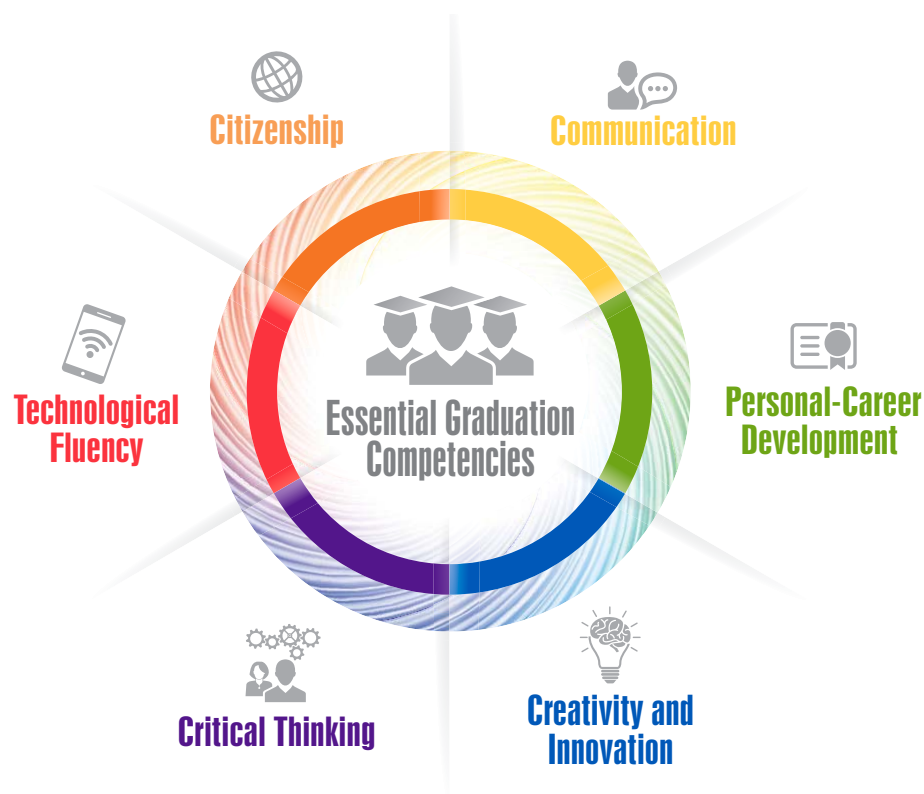 Citizenship
Communication
Technological
Fluency
Essential Graduation
Competencies
Personal-Career
Development
Critical Thinking
Creativity and
Innovation